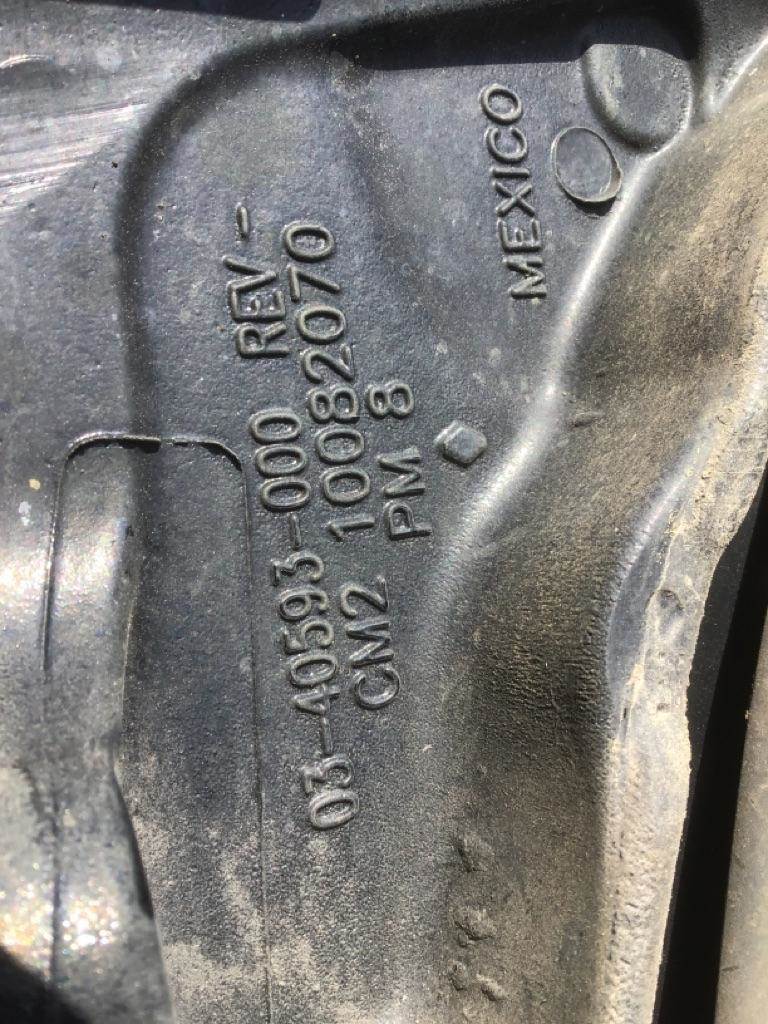 03-40593-000 REV-
CM2 10082070
PM 8
MEXICO